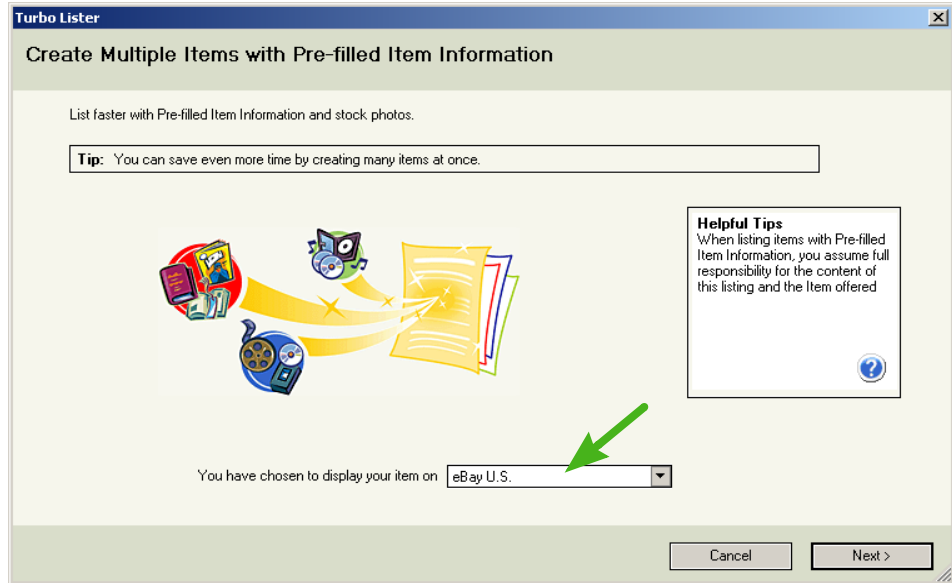 Turbo Lister
Create Multiple Items with Pre-filled Item Information
List faster with Pre-filled Item Information and stock photos.
Tip: You can save even more time by creating many items at once.
Helpful Tips
When listing items with Pre-filled
Item Information, you assume full
responsibility for the content of
this listing and the Item offered
You have chosen to display your item on eBay U.S.
Cancel Next >